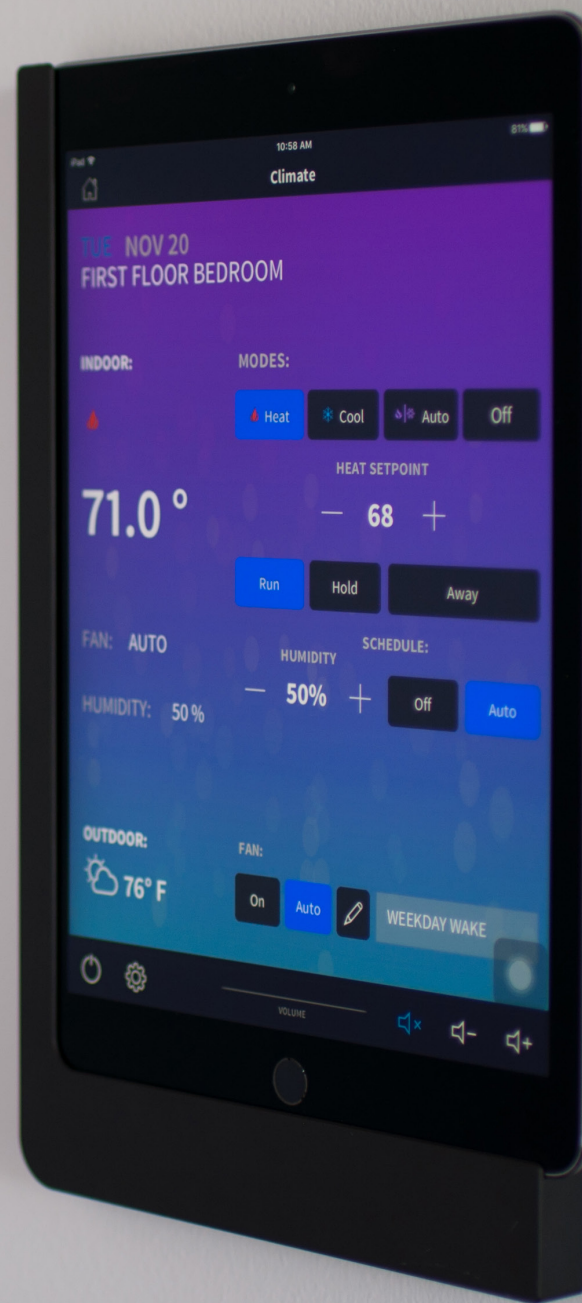 iPad
10:58 AM
81%
Climate
TUE NOV 20
FIRST FLOOR BEDROOM
INDOOR:
MODES:
Heat
Cool
Auto
Off
HEAT SETPOINT
71.0 °
— 68 +
Run
Hold
Away
FAN: AUTO
HUMIDITY
SCHEDULE:
— 50% +
Off
Auto
HUMIDITY: 50 %
OUTDOOR:
76° F
FAN:
On
Auto
WEEKDAY WAKE
VOLUME